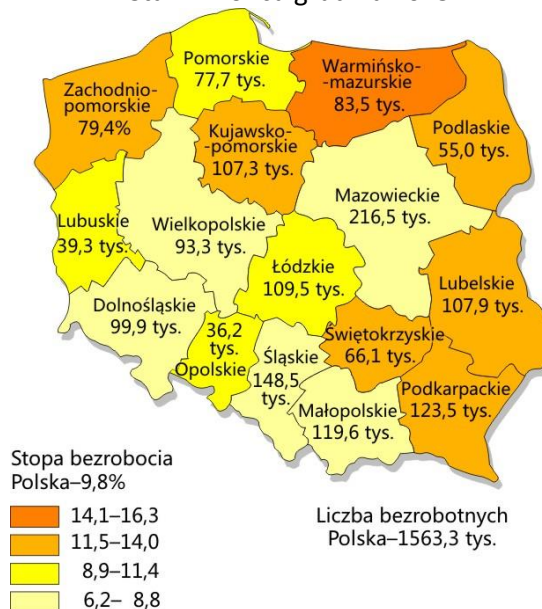 Pomorskie
77,7 tys.
Warmińsko-
-mazurskie
83,5 tys.
Zachodnio-
pomorskie
79,4%
Podlaskie
55,0 tys.
Kujawsko-
-pomorskie
107,3 tys.
Mazowieckie
216,5 tys.
Lubuskie
39,3 tys.
Wielkopolskie
93,3 tys.
Łódzkie
109,5 tys.
Lubelskie
107,9 tys.
Dolnośląskie
99,9 tys.
36,2
tys.
Opolskie
Śląskie
148,5
tys.
Świętokrzyskie
66,1 tys.
Małopolskie
119,6 tys.
Podkarpackie
123,5 tys.
Stopa bezrobocia
Polska–9,8%
14,1–16,3
11,5–14,0
8,9–11,4
6,2– 8,8
Liczba bezrobotnych
Polska–1563,3 tys.